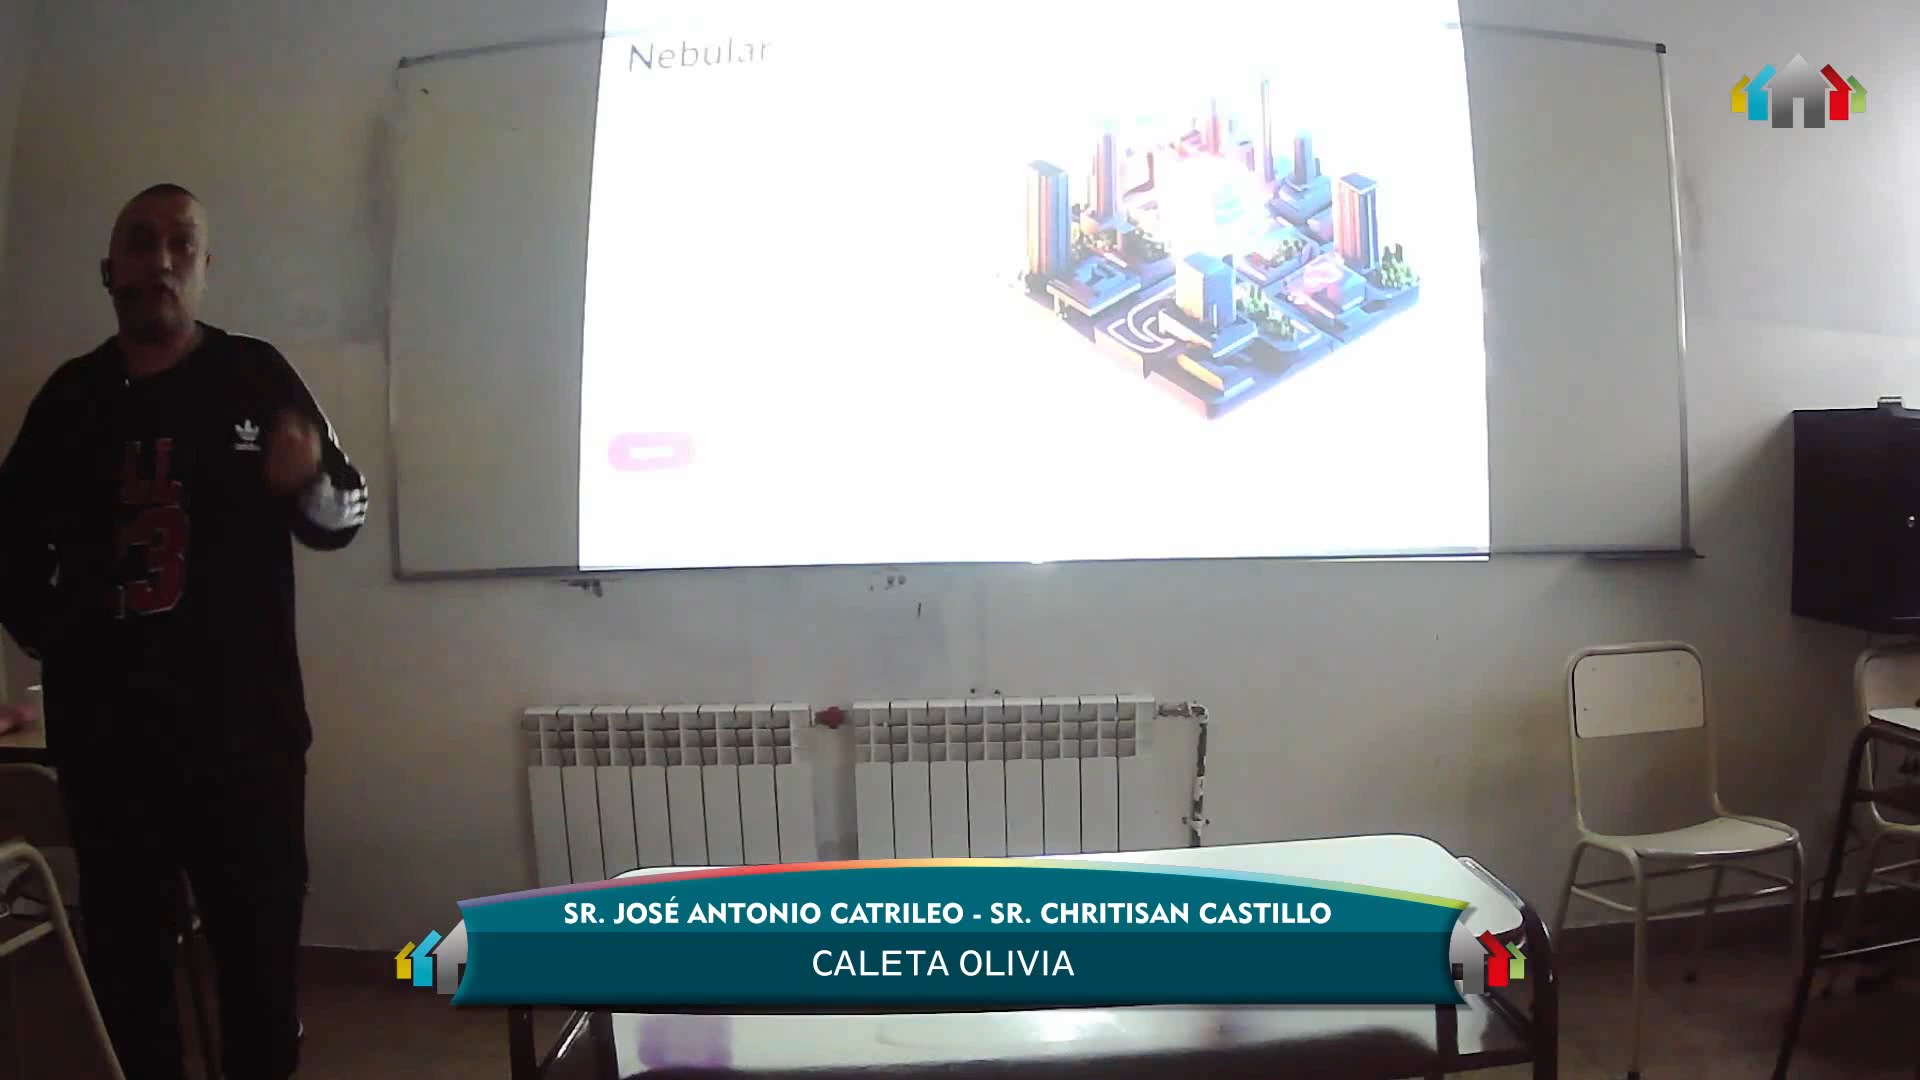 Nebular
SR. JOSÉ ANTONIO CATRILEO - SR. CHRITISAN CASTILLO
CALETA OLIVIA